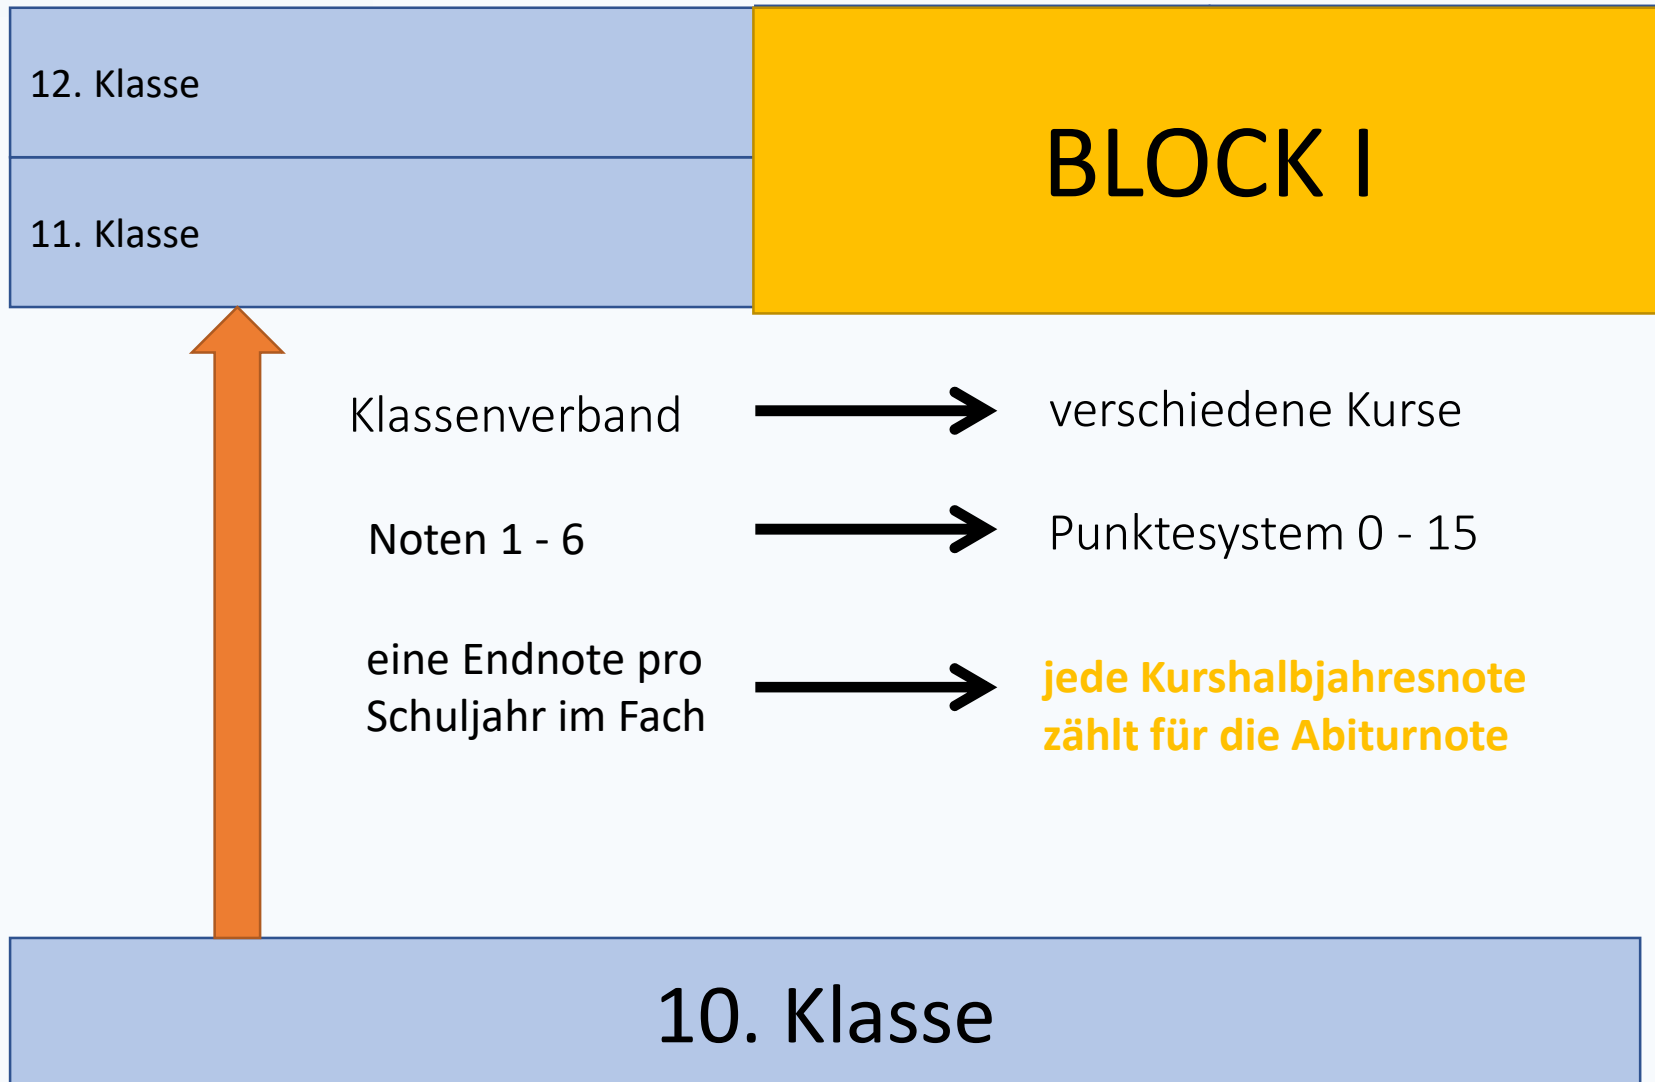 12. Klasse
BLOCK I
11. Klasse
Klassenverband
verschiedene Kurse
Noten 1 - 6
Punktesystem 0 - 15
eine Endnote pro
Schuljahr im Fach
jede Kurshalbjahresnote
zählt für die Abiturnote
10. Klasse